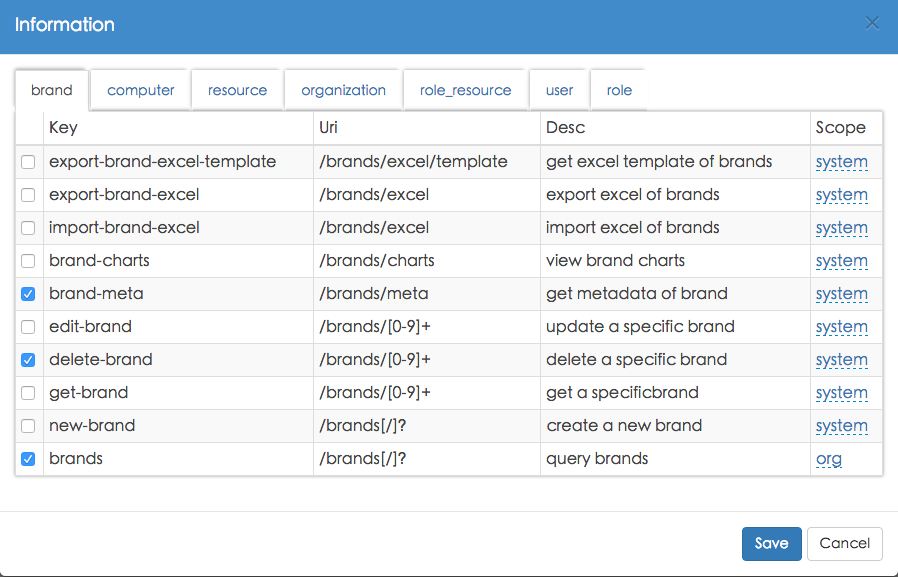 Information
brand computer resource organization role_resource user role
Key Uri Desc Scope
export-brand-excel-template /brands/excel/template get excel template of brands system
export-brand-excel /brands/excel export excel of brands system
import-brand-excel /brands/excel import excel of brands system
brand-charts /brands/charts view brand charts system
brand-meta /brands/meta get metadata of brand system
edit-brand /brands/[0-9]+ update a specific brand system
delete-brand /brands/[0-9]+ delete a specific brand system
get-brand /brands/[0-9]+ get a specificbrand system
new-brand /brands[/]? create a new brand system
brands /brands[/]? query brands org
Save Cancel